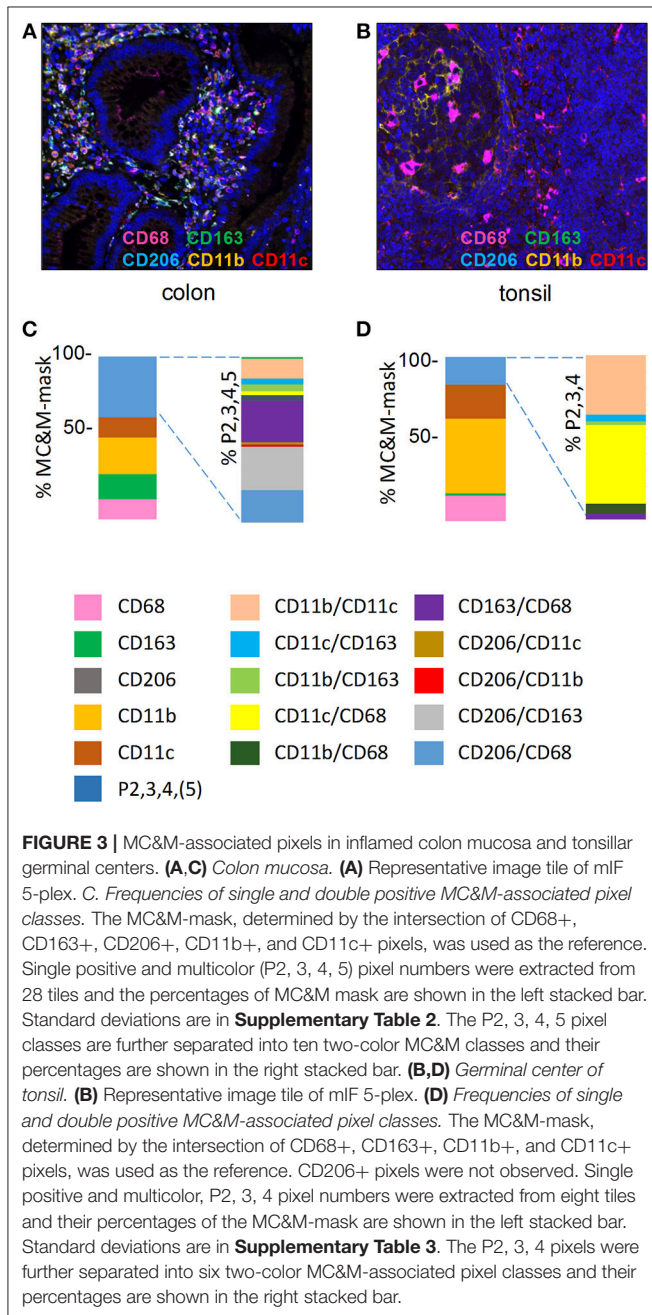 A
B
CD68 CD163
CD206 CD11b CD11c
CD68 CD163
CD206 CD11b CD11c
colon
tonsil
C
D
100-
50-
% MC&M-mask
% P2,3,4,5
100-
50-
% MC&M-mask
% P2,3,4
CD68
CD11b/CD11c
CD163/CD68
CD163
CD11c/CD163
CD206/CD11c
CD206
CD11b/CD163
CD206/CD11b
CD11b
CD11c/CD68
CD206/CD163
CD11c
CD11b/CD68
CD206/CD68
P2,3,4,(5)
FIGURE 3 | MC&M-associated pixels in inflamed colon mucosa and tonsillar
germinal centers. (A,C) Colon mucosa. (A) Representative image tile of mIF
5-plex. C. Frequencies of single and double positive MC&M-associated pixel
classes. The MC&M-mask, determined by the intersection of CD68+,
CD163+, CD206+, CD11b+, and CD11c+ pixels, was used as the reference.
Single positive and multicolor (P2, 3, 4, 5) pixel numbers were extracted from
28 tiles and the percentages of MC&M mask are shown in the left stacked bar.
Standard deviations are in Supplementary Table 2. The P2, 3, 4, 5 pixel
classes are further separated into ten two-color MC&M classes and their
percentages are shown in the right stacked bar. (B,D) Germinal center of
tonsil. (B) Representative image tile of mIF 5-plex. (D) Frequencies of single
and double positive MC&M-associated pixel classes. The MC&M-mask,
determined by the intersection of CD68+, CD163+, CD11b+, and CD11c+
pixels, was used as the reference. CD206+ pixels were not observed. Single
positive and multicolor, P2, 3, 4 pixel numbers were extracted from eight tiles
and their percentages of the MC&M-mask are shown in the left stacked bar.
Standard deviations are in Supplementary Table 3. The P2, 3, 4 pixels were
further separated into six two-color MC&M-associated pixel classes and their
percentages are shown in the right stacked bar.